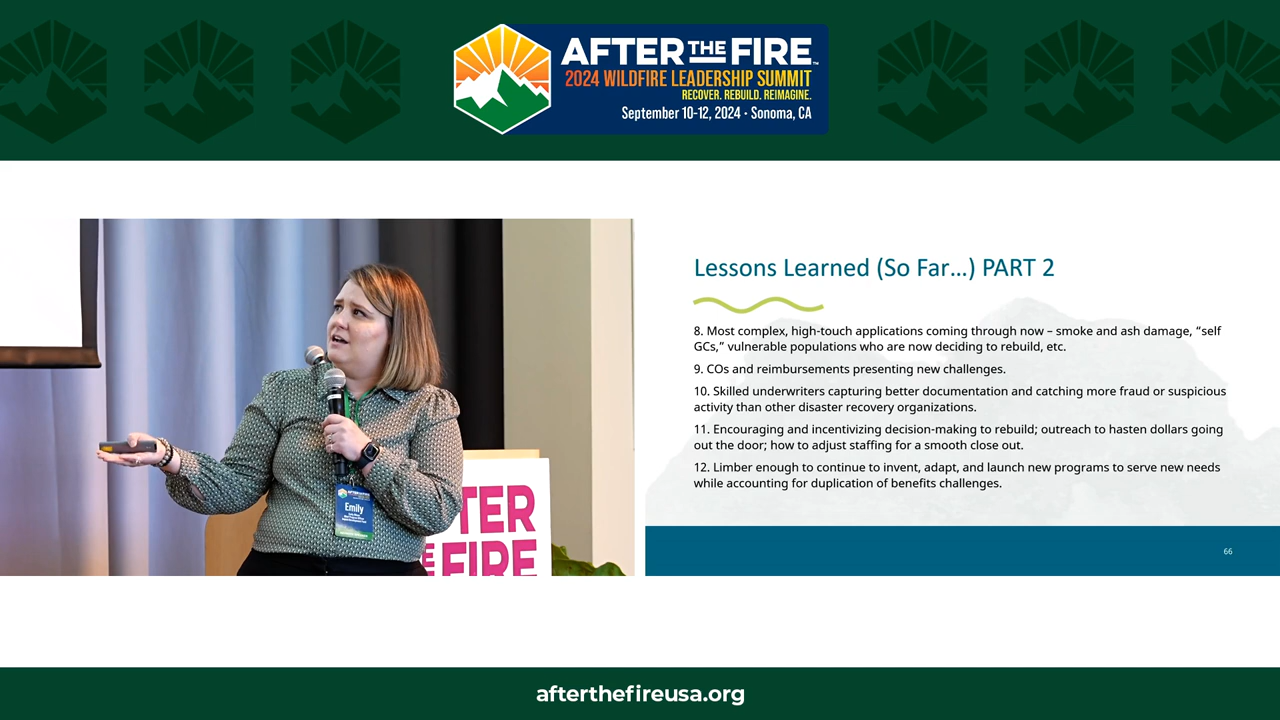 AFTER THE FIRE™
2024 WILDFIRE LEADERSHIP SUMMIT
RECOVER. REBUILD. REIMAGINE.
September 10-12, 2024 · Sonoma, CA
AFTER THE FIRE
Emily
TER
E FIRE
Lessons Learned (So Far…) PART 2
8. Most complex, high-touch applications coming through now – smoke and ash damage, “self
GCs,” vulnerable populations who are now deciding to rebuild, etc.
9. COs and reimbursements presenting new challenges.
10. Skilled underwriters capturing better documentation and catching more fraud or suspicious
activity than other disaster recovery organizations.
11. Encouraging and incentivizing decision-making to rebuild; outreach to hasten dollars going
out the door; how to adjust staffing for a smooth close out.
12. Limber enough to continue to invent, adapt, and launch new programs to serve new needs
while accounting for duplication of benefits challenges.
66
afterthefireusa.org